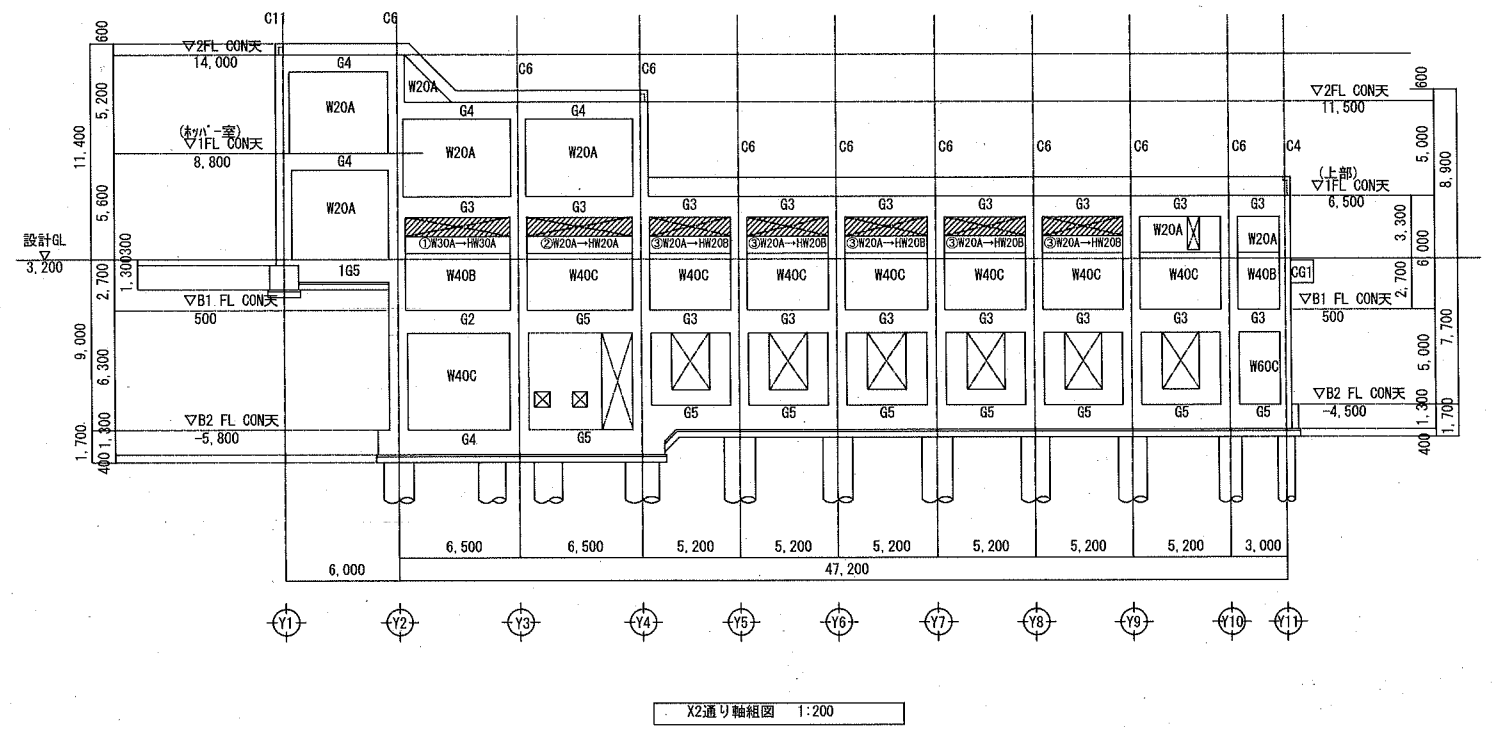 C11 C6
600 ▽2FL CON天
14,000 G4 C6 C6
5,200 W20A W20A ▽2FL CON天 600
11,500
G4 G4
11,400 (ホッパー室)
▽1FL CON天
8,800 G4 W20A W20A C6 C6 C6 C6 C6 C6 C4 5,000
8,900
(上部)
▽1FL CON天
6,500
5,600 W20A G3 G3 G3 G3 G3 G3 G3 G3 G3
3,300
6,000
①W30A→HW30A ②W20A→HW20A ③W20A→HW20B ③W20A→HW20B ③W20A→HW20B ③W20A→HW20B ③W20A→HW20B W20A W20A
設計GL
▽
3,200
300
1,300
2,700 1G5 W40B W40C W40C W40C W40C W40C W40C W40C W40B CG1 2,700
▽B1 FL CON天
500 G2 G5 G3 G3 G3 G3 G3 G3 G3 ▽B1 FL CON天
500
9,000 6,300 W40C W60C 5,000 7,700
▽B2 FL CON天
-5,800 G4 G5 G5 G5 G5 G5 G5 G5 G5 ▽B2 FL CON天
-4,500
1,700 1,300 400 1,300 1,700 400
6,500 6,500 5,200 5,200 5,200 5,200 5,200 5,200 3,000
6,000 47,200
Y1 Y2 Y3 Y4 Y5 Y6 Y7 Y8 Y9 Y10 Y11
X2通り軸組図 1:200